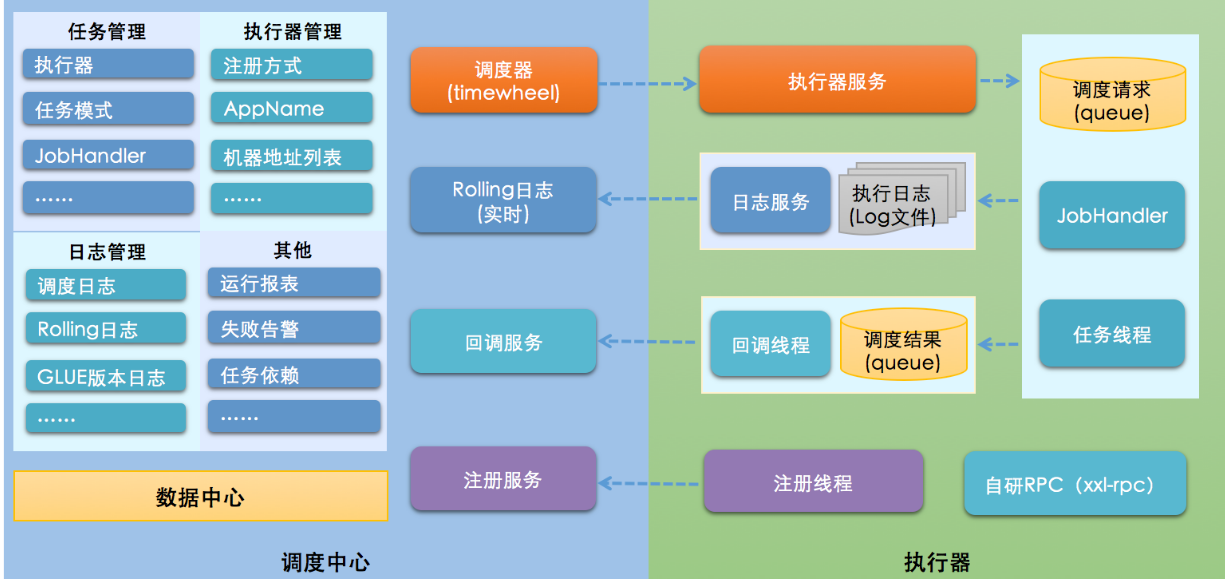 任务管理
执行器
任务模式
JobHandler
……
执行器管理
注册方式
AppName
机器地址列表
……
日志管理
调度日志
Rolling日志
GLUE版本日志
……
其他
运行报表
失败告警
任务依赖
……
数据中心
调度器
(timewheel)
Rolling日志
(实时)
回调服务
注册服务
调度中心
执行器服务
日志服务
执行日志
(Log文件)
回调线程
调度结果
(queue)
注册线程
调度请求
(queue)
JobHandler
任务线程
自研RPC（xxl-rpc）
执行器